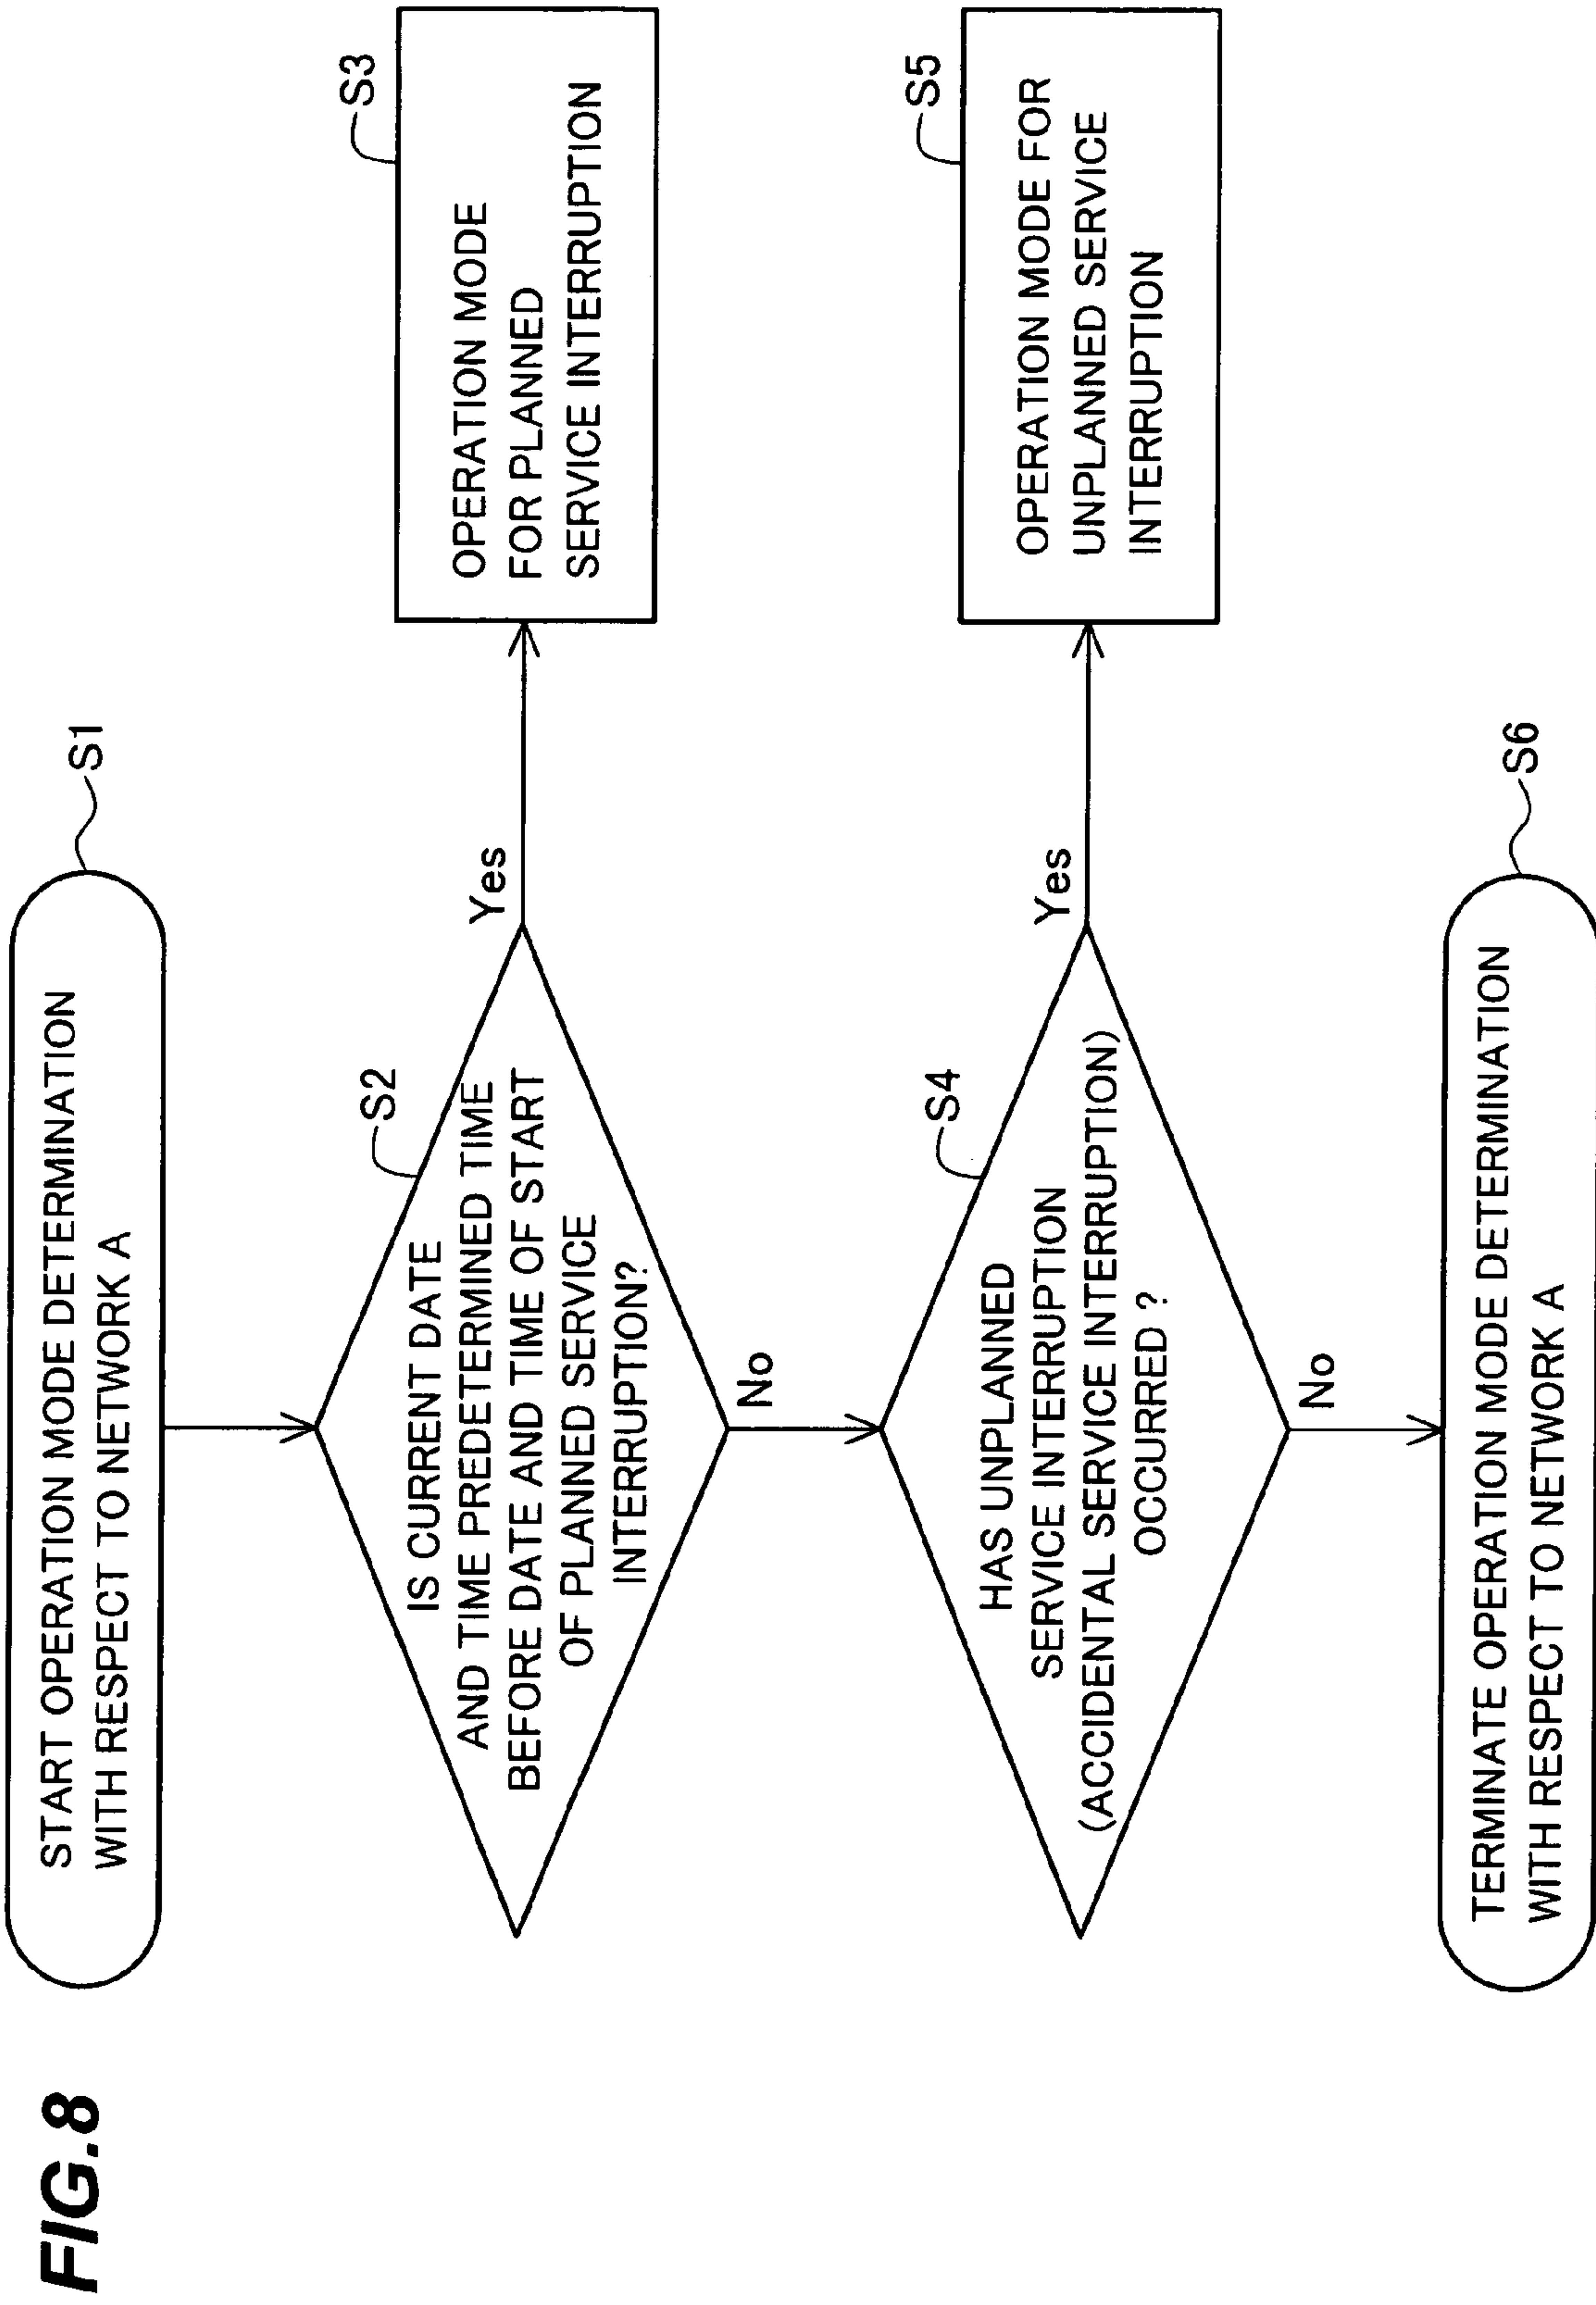 FIG.8
START OPERATION MODE DETERMINATION
WITH RESPECT TO NETWORK A
S1
IS CURRENT DATE
AND TIME PREDETERMINED TIME
BEFORE DATE AND TIME OF START
OF PLANNED SERVICE
INTERRUPTION?
S2
Yes
OPERATION MODE
FOR PLANNED
SERVICE INTERRUPTION
S3
No
HAS UNPLANNED
SERVICE INTERRUPTION
(ACCIDENTAL SERVICE INTERRUPTION)
OCCURRED ?
S4
Yes
OPERATION MODE FOR
UNPLANNED SERVICE
INTERRUPTION
S5
No
TERMINATE OPERATION MODE DETERMINATION
WITH RESPECT TO NETWORK A
S6